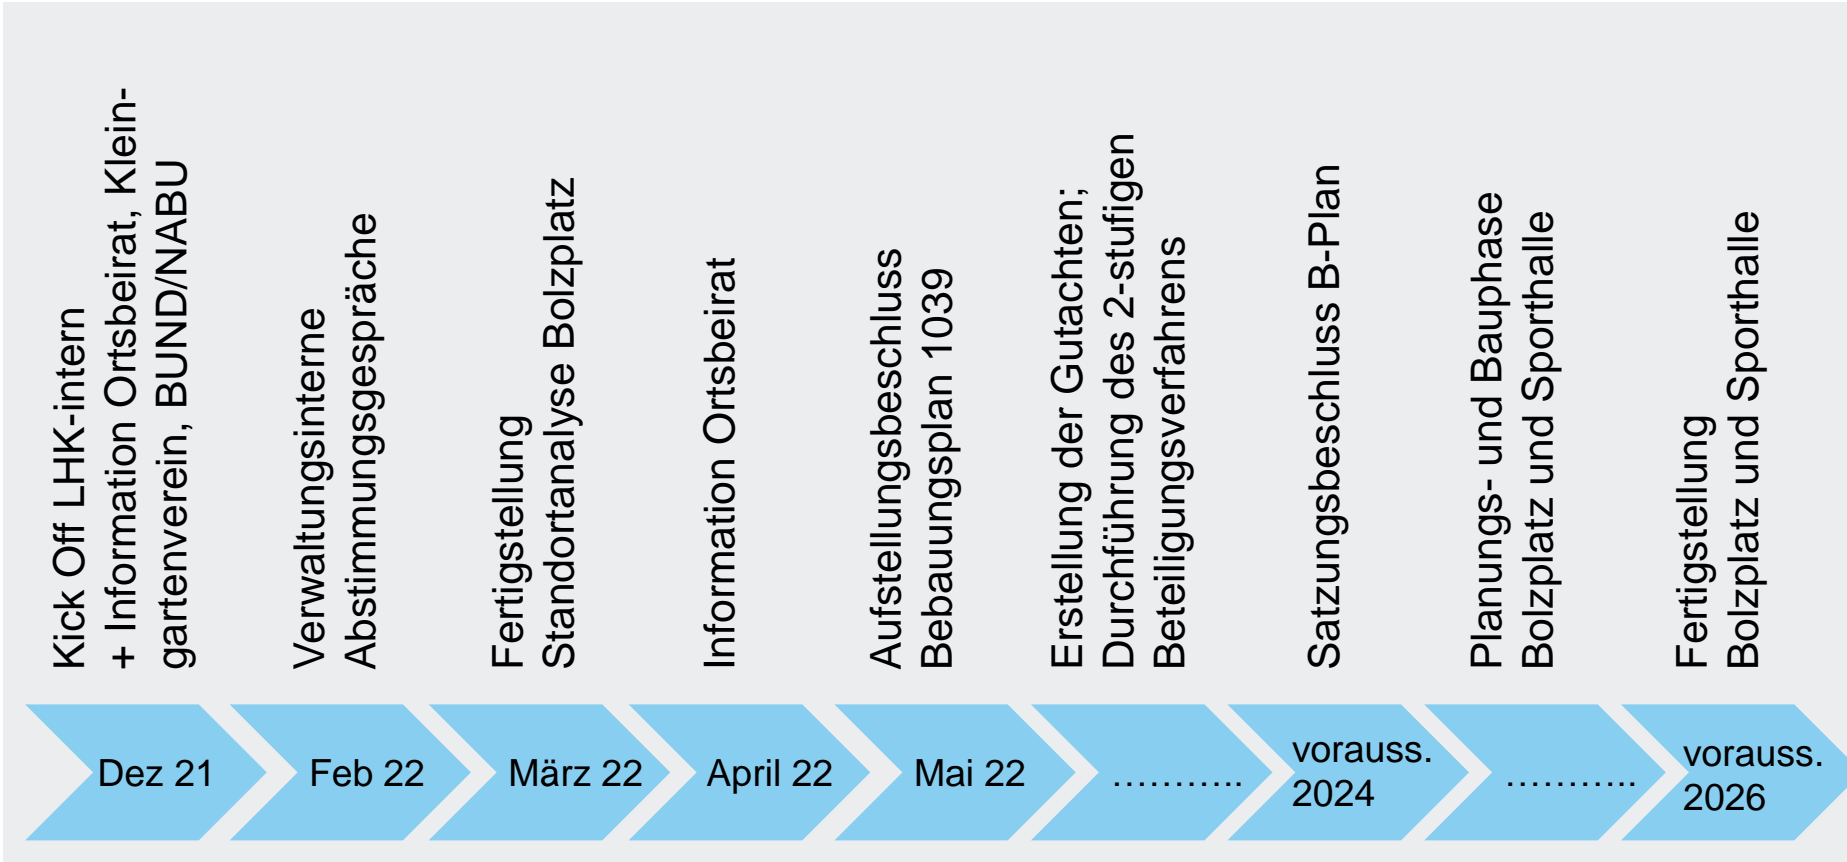 Kick Off LHK-intern
+ Information Ortsbeirat, Klein-
gartenverein, BUND/NABU
Verwaltungsinterne
Abstimmungsgespräche
Fertigstellung
Standortanalyse Bolzplatz
Information Ortsbeirat
Aufstellungsbeschluss
Bebauungsplan 1039
Erstellung der Gutachten;
Durchführung des 2-stufigen
Beteiligungsverfahrens
Satzungsbeschluss B-Plan
Planungs- und Bauphase
Bolzplatz und Sporthalle
Fertigstellung
Bolzplatz und Sporthalle
Dez 21
Feb 22
März 22
April 22
Mai 22
………..
vorauss.
2024
………..
vorauss.
2026